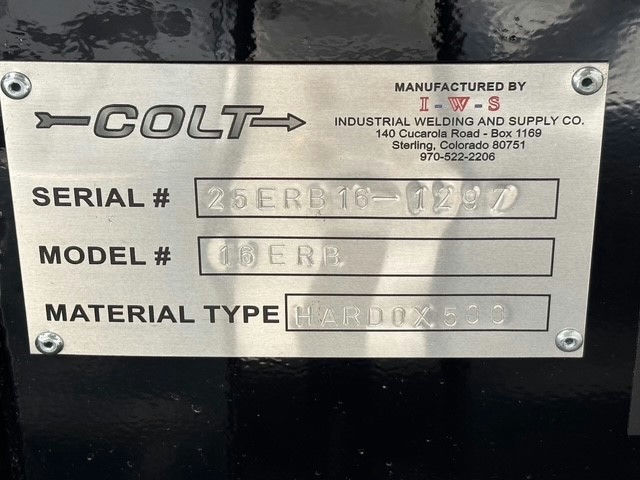 COLT
MANUFACTURED BY
I-W-S
INDUSTRIAL WELDING AND SUPPLY CO.
140 Cucarola Road - Box 1169
Sterling, Colorado 80751
970-522-2206
SERIAL # 25ERB16-1297
MODEL # 16ERB
MATERIAL TYPE HARDOX500